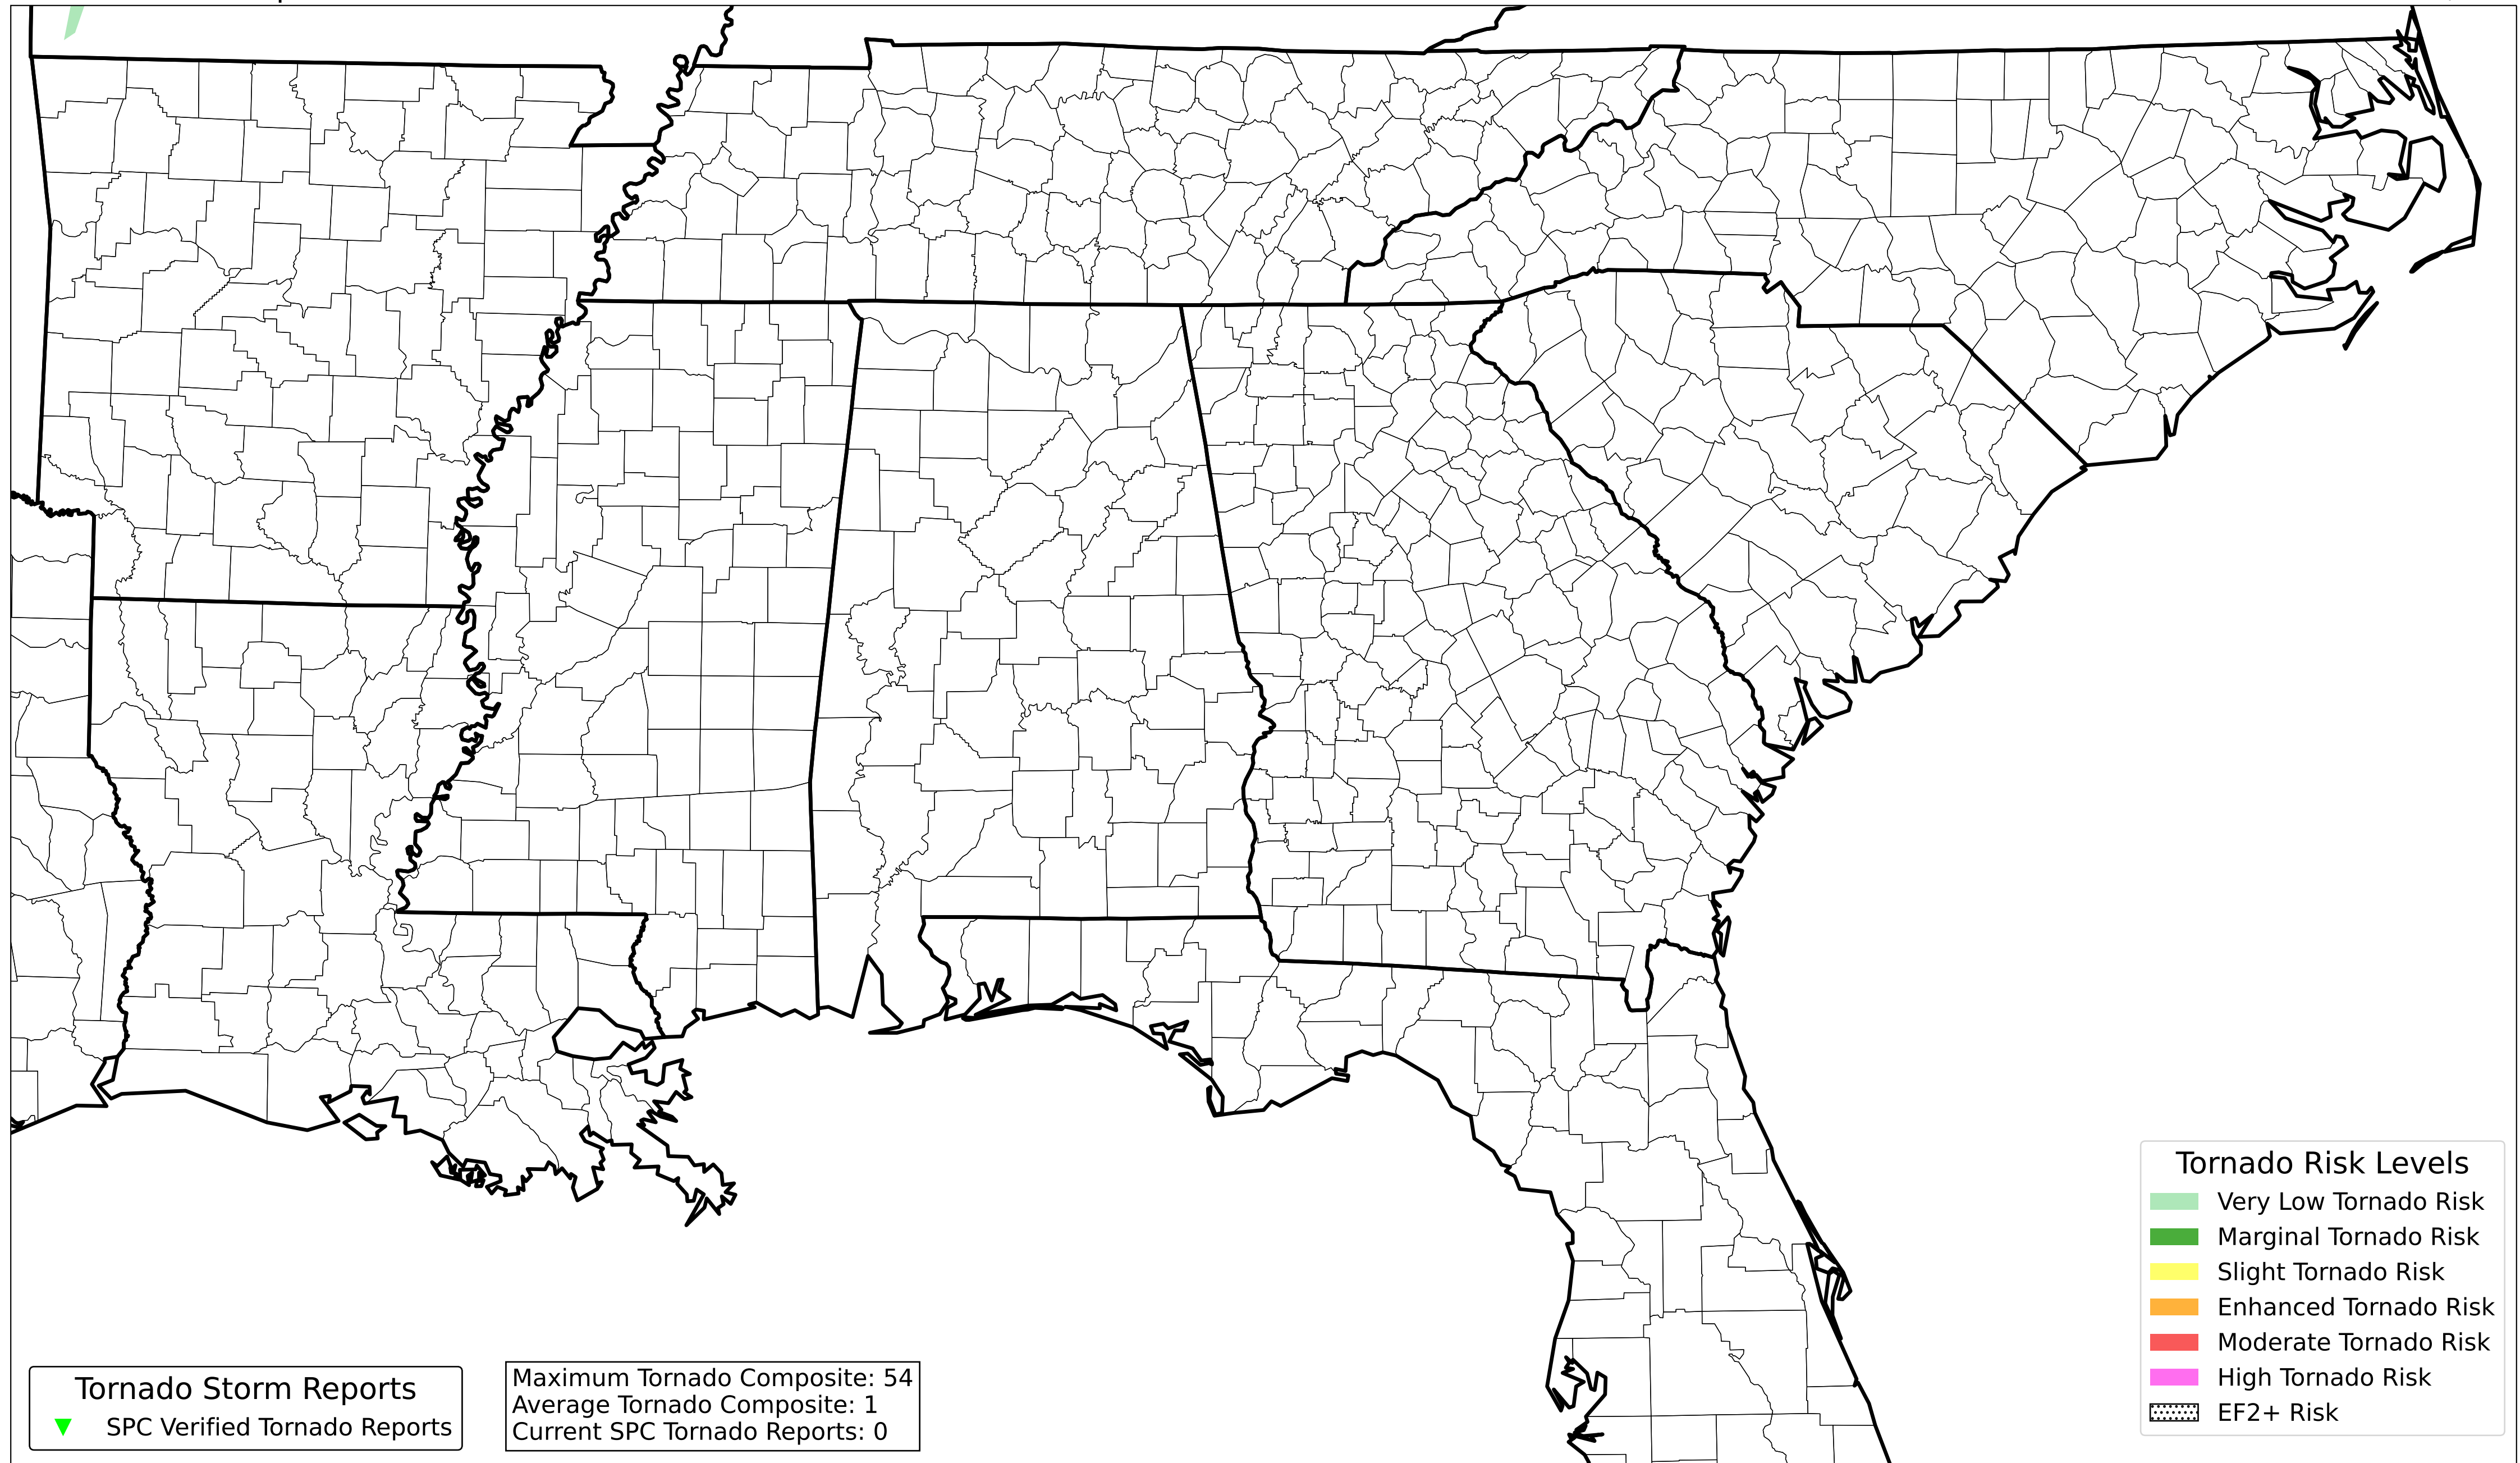 Tornado Risk Levels
Very Low Tornado Risk
Marginal Tornado Risk
Slight Tornado Risk
Enhanced Tornado Risk
Moderate Tornado Risk
High Tornado Risk
EF2+ Risk
Tornado Storm Reports
SPC Verified Tornado Reports
Maximum Tornado Composite: 54
Average Tornado Composite: 1
Current SPC Tornado Reports: 0